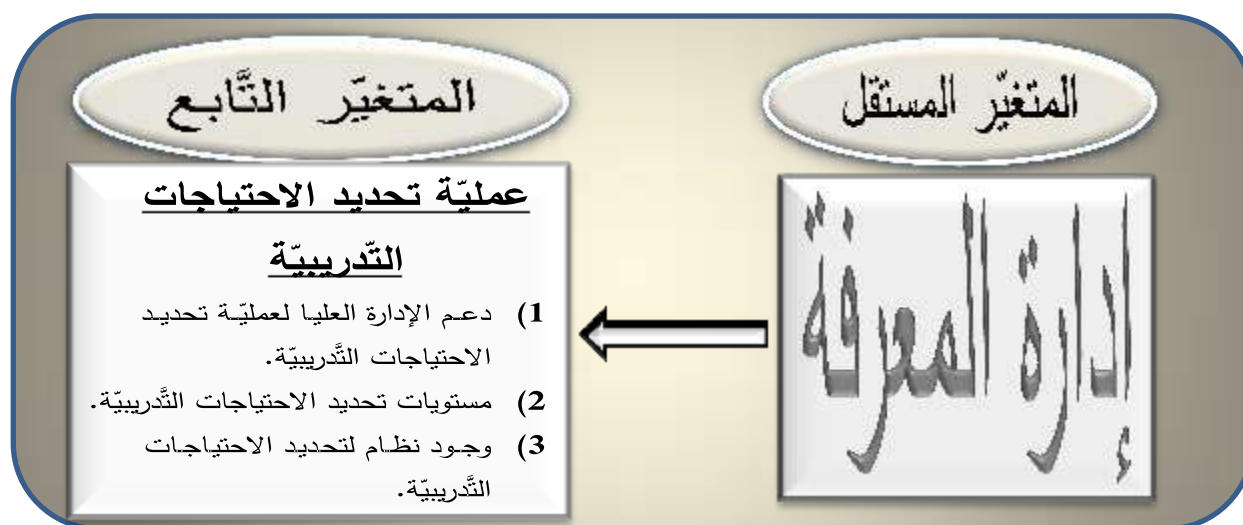 المتغيّر المستقل
إدارة المعرفة
المتغيّر التَّابع
عمليّة تحديد الاحتياجات
التّدريبيّة
1) دعم الإدارة العليا لعمليّة تحديد
الاحتياجات التَّدريبيّة.
2) مستويات تحديد الاحتياجات التَّدريبيّة.
3) وجود نظام لتحديد الاحتياجات
التَّدريبيّة.